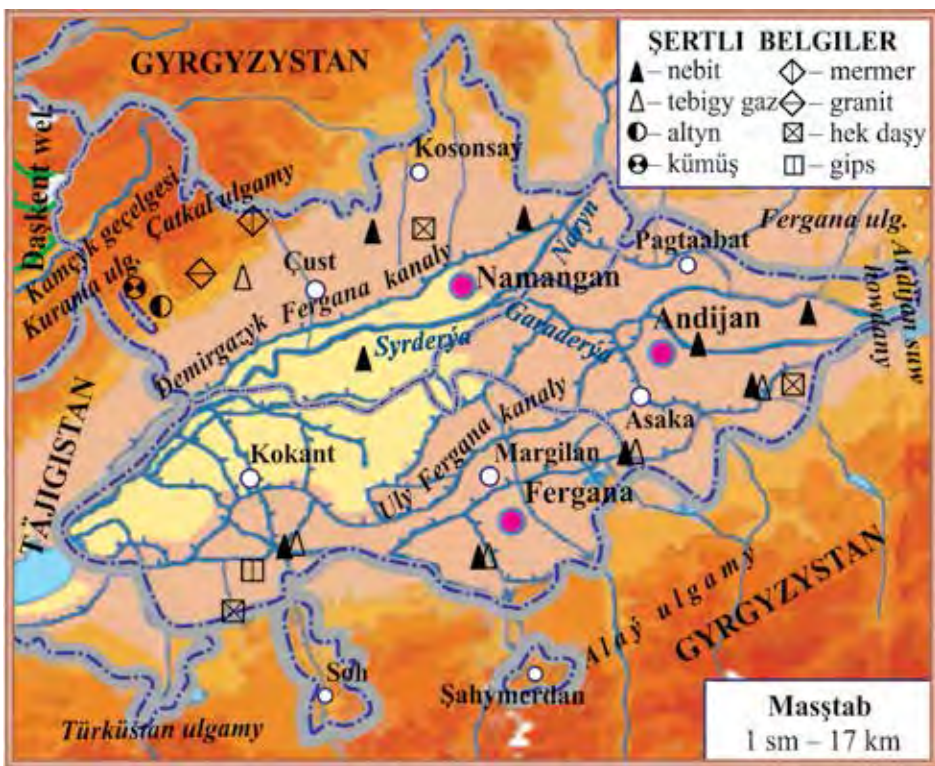 GYRGYZYSTAN
ŞERTLI BELGILER
– nebit
– mermer
– tebigy gaz
– granit
– altyn
– hek daşy
– kümüş
– gips
Daşkent wel.
Kosonsay
Kamçyk geçelgesi
Çatkal ulgamy
Kurama ulg.
Çust
Demirgazyk Fergana kanaly
Namangan
Naryn
Pagtaabat
Fergana ulg.
Andijan suw
howdany
Andijan
Syrderýa
Garaderýa
Asaka
TÄJIGISTAN
Kokant
Uly Fergana kanaly
Margilan
Fergana
Alaý ulgamy
GYRGYZYSTAN
Soh
Şahymerdan
Türküstan ulgamy
Masştab
1 sm – 17 km